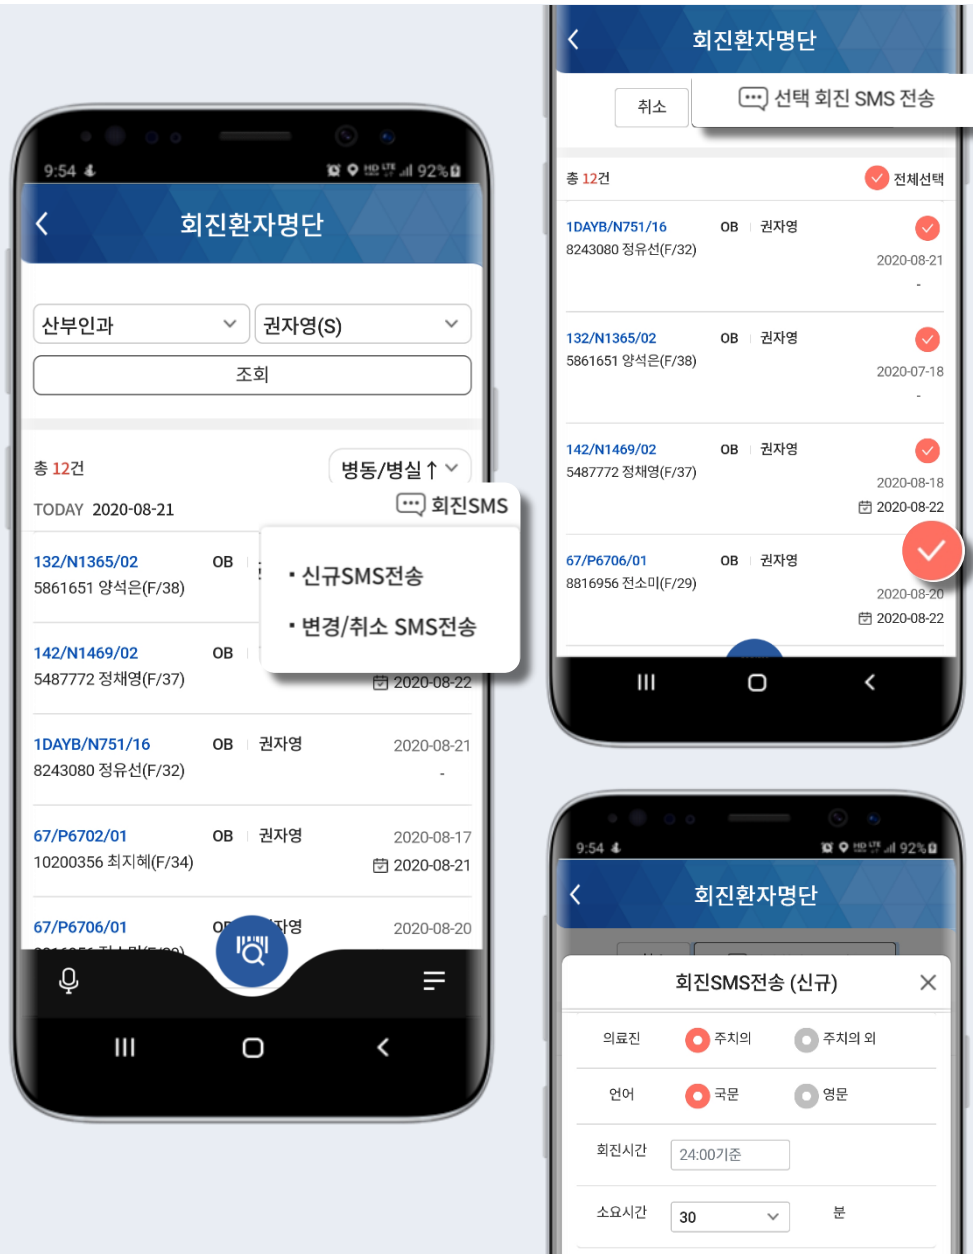 9:54
HD LTE 92%
회진환자명단
산부인과
권자영(S)
조회
총 12건
병동/병실↑
TODAY 2020-08-21
회진SMS
132/N1365/02 OB
5861651 양석은(F/38)
· 신규SMS전송
· 변경/취소 SMS전송
142/N1469/02 OB
5487772 정채영(F/37)
2020-08-22
1DAYB/N751/16 OB 권자영 2020-08-21
8243080 정유선(F/32) -
67/P6702/01 OB 권자영 2020-08-17
10200356 최지혜(F/34) 2020-08-21
67/P6706/01 자영 2020-08-20
회진환자명단
취소
선택 회진 SMS 전송
총 12건
전체선택
1DAYB/N751/16 OB 권자영
8243080 정유선(F/32)
2020-08-21
-
132/N1365/02 OB 권자영
5861651 양석은(F/38)
2020-07-18
-
142/N1469/02 OB 권자영
5487772 정채영(F/37)
2020-08-18
2020-08-22
67/P6706/01 OB 권자영
8816956 전소미(F/29)
2020-08-20
2020-08-22
9:54
HD LTE 92%
회진환자명단
회진SMS전송 (신규)
의료진 주치의 주치의 외
언어 국문 영문
회진시간 24:00기준
소요시간 30 분